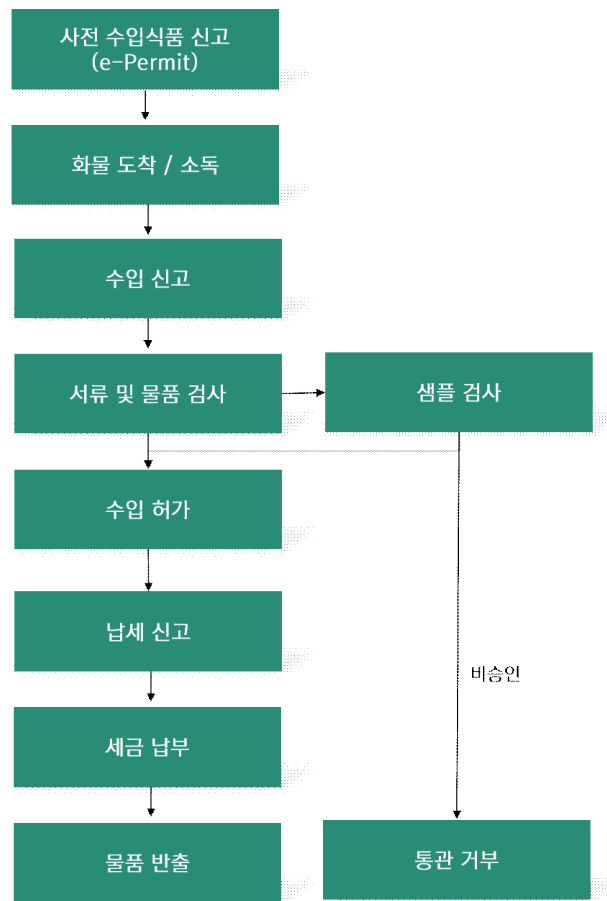 사전 수입식품 신고
(e-Permit)
화물 도착 / 소독
수입 신고
서류 및 물품 검사
샘플 검사
수입 허가
납세 신고
비승인
세금 납부
물품 반출
통관 거부